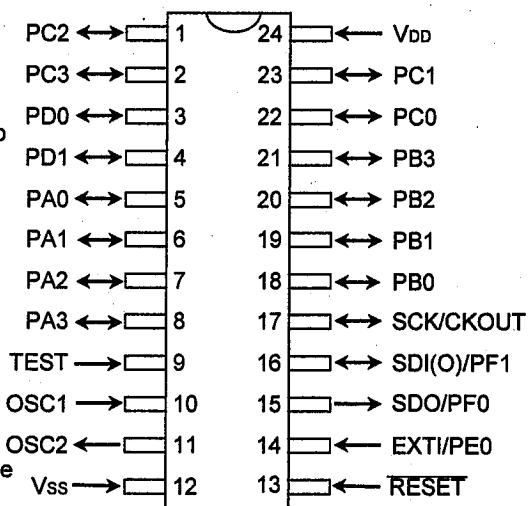 PC2 1 24 VDD
PC3 2 23 PC1
PD0 3 22 PC0
PD1 4 21 PB3
PA0 5 20 PB2
PA1 6 19 PB1
PA2 7 18 PB0
PA3 8 17 SCK/CKOUT
TEST 9 16 SDI(O)/PF1
OSC1 10 15 SDO/PF0
OSC2 11 14 EXTI/PE0
e
Vss 12 13 RESET